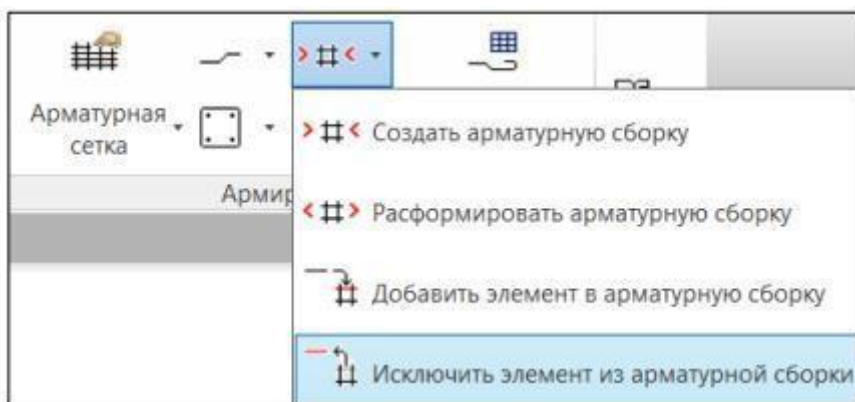 Арматурная
сетка
Создать арматурную сборку
Армир
Расформировать арматурную сборку
Добавить элемент в арматурную сборку
Исключить элемент из арматурной сборки